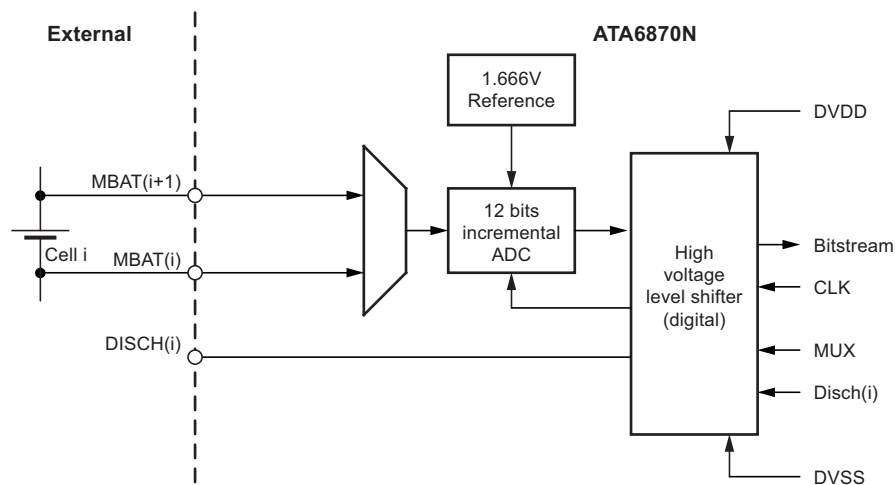 External
ATA6870N
1.666V
Reference
DVDD
MBAT(i+1)
12 bits
incremental
ADC
Cell i
MBAT(i)
High
voltage
level shifter
(digital)
Bitstream
CLK
DISCH(i)
MUX
Disch(i)
DVSS